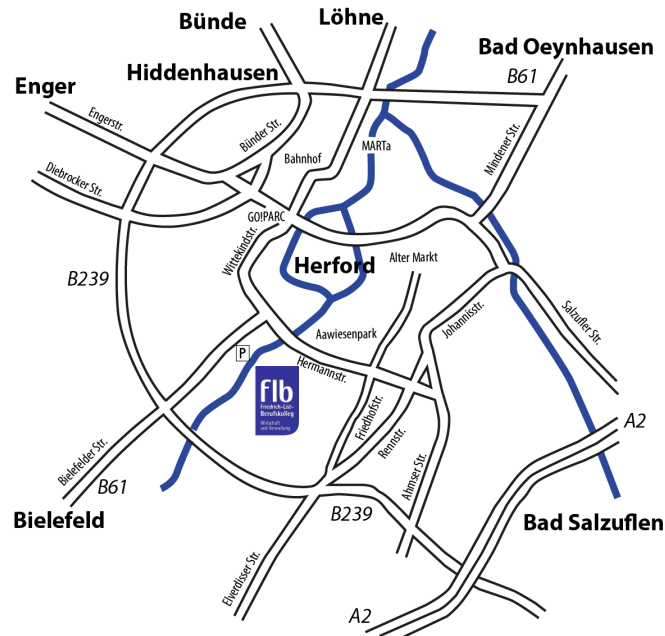 Löhne
Bünde
Bad Oeynhausen
Hiddenhausen
B61
Enger
Engerstr.
Bünder Str.
Bahnhof
MARTa
Mindener Str.
Diebrocker Str.
GO!PARC
Wittekindstr.
Herford
Alter Markt
B239
Salzufler Str.
Johannisstr.
Aawiesenpark
P
Hermannstr.
flb
Friedrich-List-
Berufskolleg
Wirtschaft
und Verwaltung
Friedhofstr.
Rennstr.
A2
Bielefelder Str.
Ahmser Str.
B61
Bielefeld
B239
Bad Salzuflen
Elverdisser Str.
A2